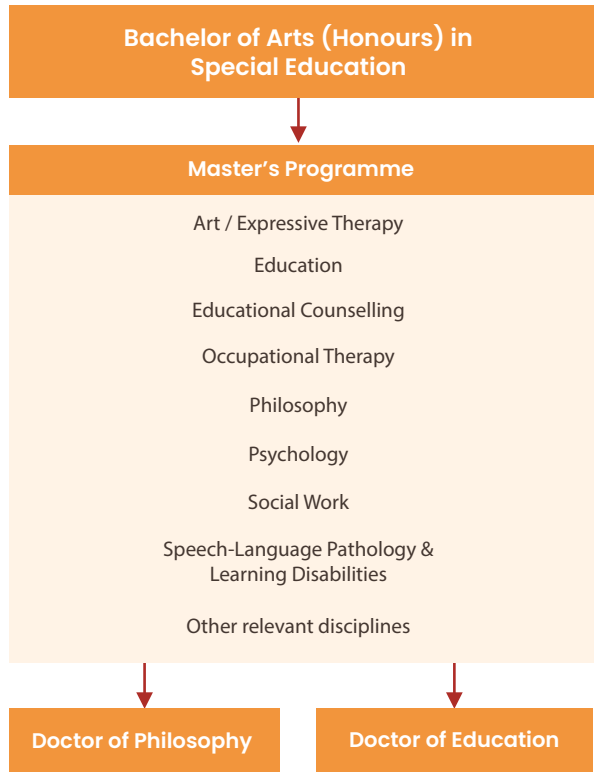 Bachelor of Arts (Honours) in
Special Education
Master's Programme
Art / Expressive Therapy
Education
Educational Counselling
Occupational Therapy
Philosophy
Psychology
Social Work
Speech-Language Pathology &
Learning Disabilities
Other relevant disciplines
Doctor of Philosophy
Doctor of Education